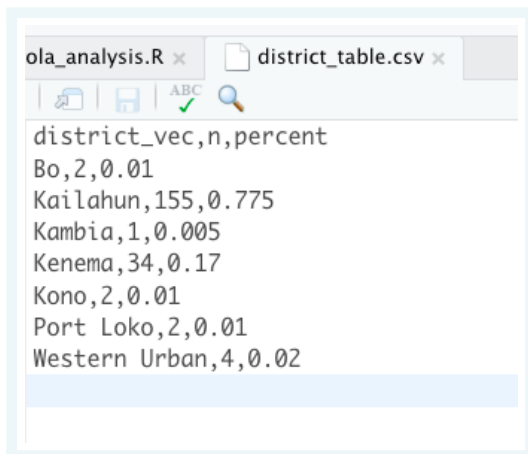 ola_analysis.R × district_table.csv ×
ABC
district_vec,n,percent
Bo,2,0.01
Kailahun,155,0.775
Kambia,1,0.005
Kenema,34,0.17
Kono,2,0.01
Port Loko,2,0.01
Western Urban,4,0.02